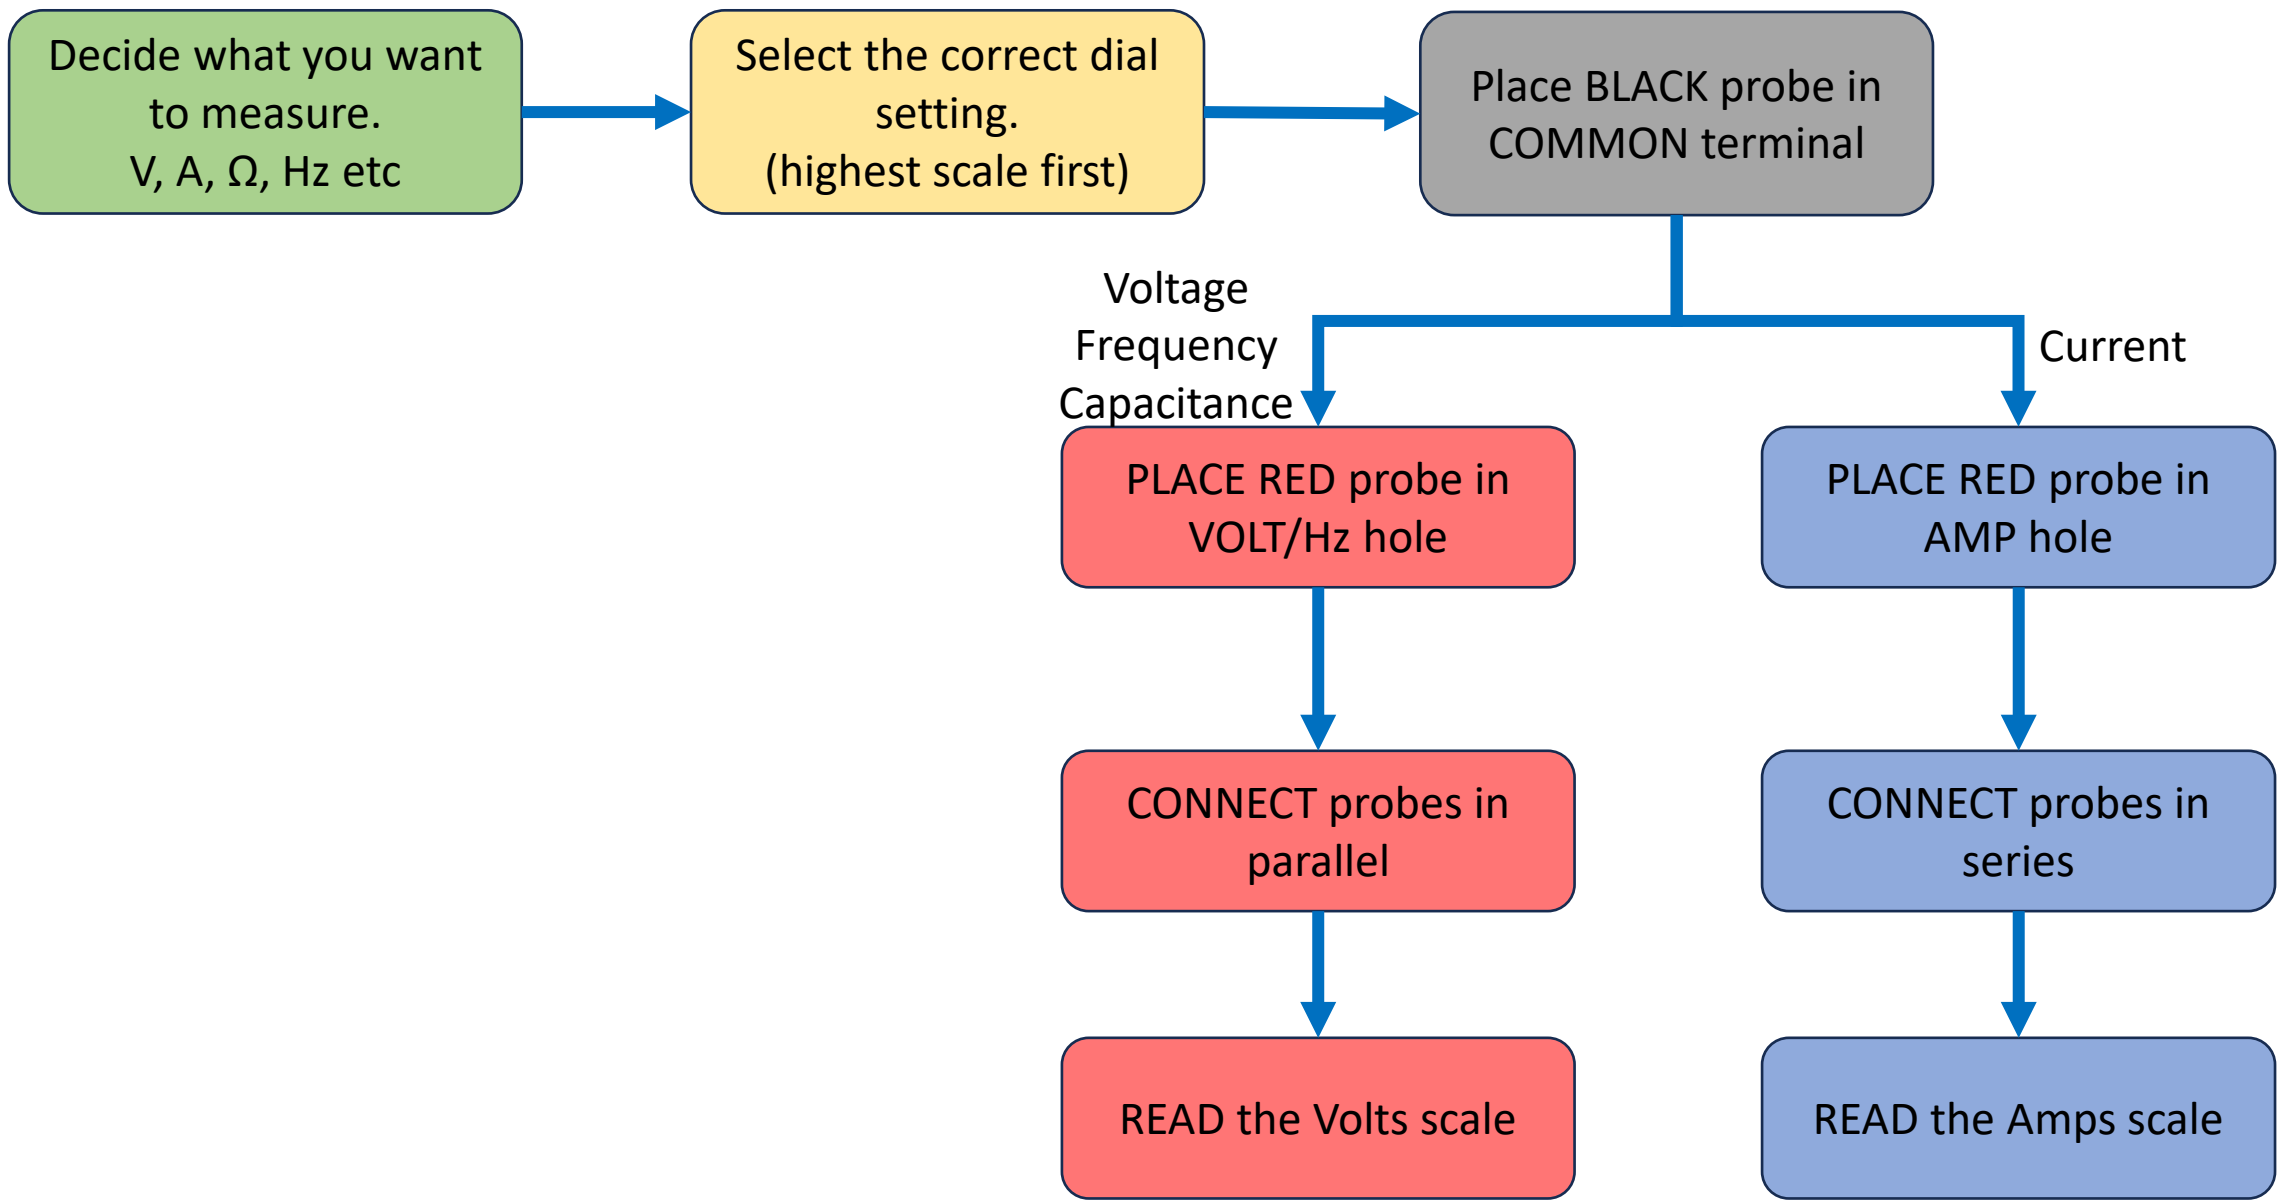 Decide what you want
to measure.
V, A, Ω, Hz etc
Select the correct dial
setting.
(highest scale first)
Place BLACK probe in
COMMON terminal
Voltage
Frequency
Capacitance
Current
PLACE RED probe in
VOLT/Hz hole
PLACE RED probe in
AMP hole
CONNECT probes in
parallel
CONNECT probes in
series
READ the Volts scale
READ the Amps scale